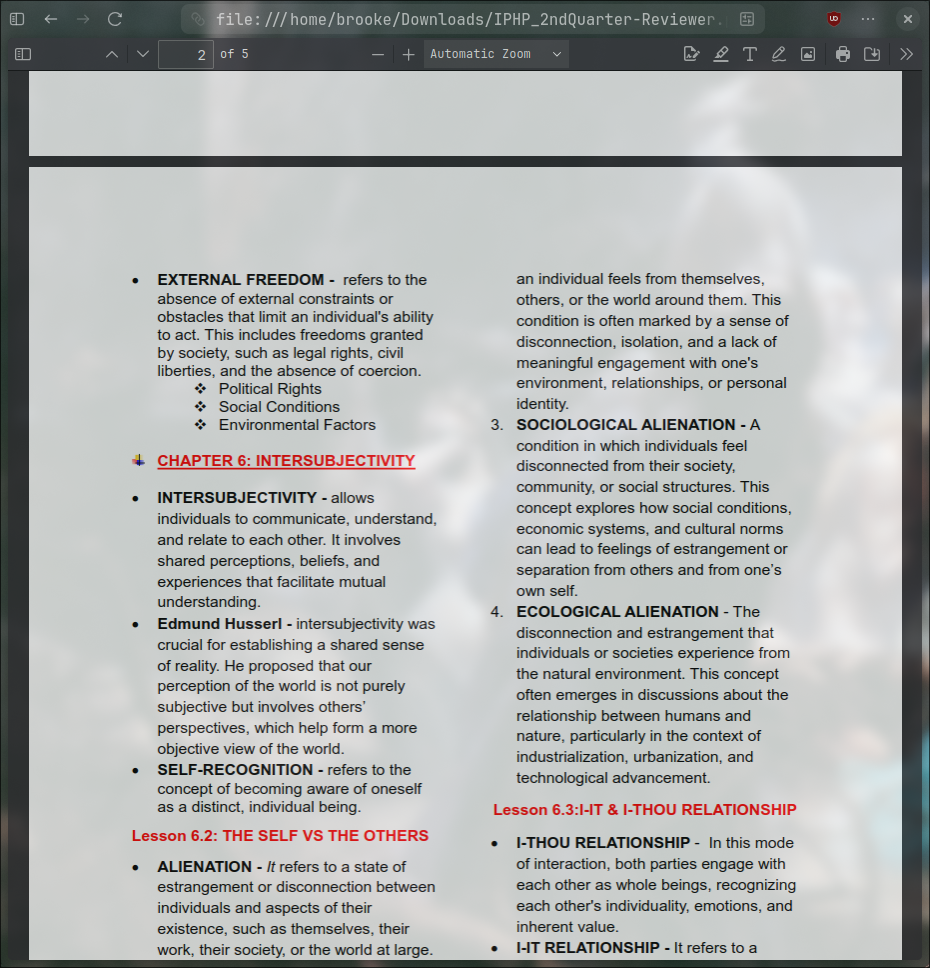 file:///home/brooke/Downloads/IPHP_2ndQuarter-Reviewer.
UD
2 of 5
Automatic Zoom
• EXTERNAL FREEDOM - refers to the
absence of external constraints or
obstacles that limit an individual's ability
to act. This includes freedoms granted
by society, such as legal rights, civil
liberties, and the absence of coercion.
❖ Political Rights
❖ Social Conditions
❖ Environmental Factors
CHAPTER 6: INTERSUBJECTIVITY
• INTERSUBJECTIVITY - allows
individuals to communicate, understand,
and relate to each other. It involves
shared perceptions, beliefs, and
experiences that facilitate mutual
understanding.
• Edmund Husserl - intersubjectivity was
crucial for establishing a shared sense
of reality. He proposed that our
perception of the world is not purely
subjective but involves others’
perspectives, which help form a more
objective view of the world.
• SELF-RECOGNITION - refers to the
concept of becoming aware of oneself
as a distinct, individual being.
Lesson 6.2: THE SELF VS THE OTHERS
• ALIENATION - It refers to a state of
estrangement or disconnection between
individuals and aspects of their
existence, such as themselves, their
work, their society, or the world at large.
an individual feels from themselves,
others, or the world around them. This
condition is often marked by a sense of
disconnection, isolation, and a lack of
meaningful engagement with one's
environment, relationships, or personal
identity.
3. SOCIOLOGICAL ALIENATION - A
condition in which individuals feel
disconnected from their society,
community, or social structures. This
concept explores how social conditions,
economic systems, and cultural norms
can lead to feelings of estrangement or
separation from others and from one’s
own self.
4. ECOLOGICAL ALIENATION - The
disconnection and estrangement that
individuals or societies experience from
the natural environment. This concept
often emerges in discussions about the
relationship between humans and
nature, particularly in the context of
industrialization, urbanization, and
technological advancement.
Lesson 6.3:I-IT & I-THOU RELATIONSHIP
• I-THOU RELATIONSHIP - In this mode
of interaction, both parties engage with
each other as whole beings, recognizing
each other's individuality, emotions, and
inherent value.
• I-IT RELATIONSHIP - It refers to a